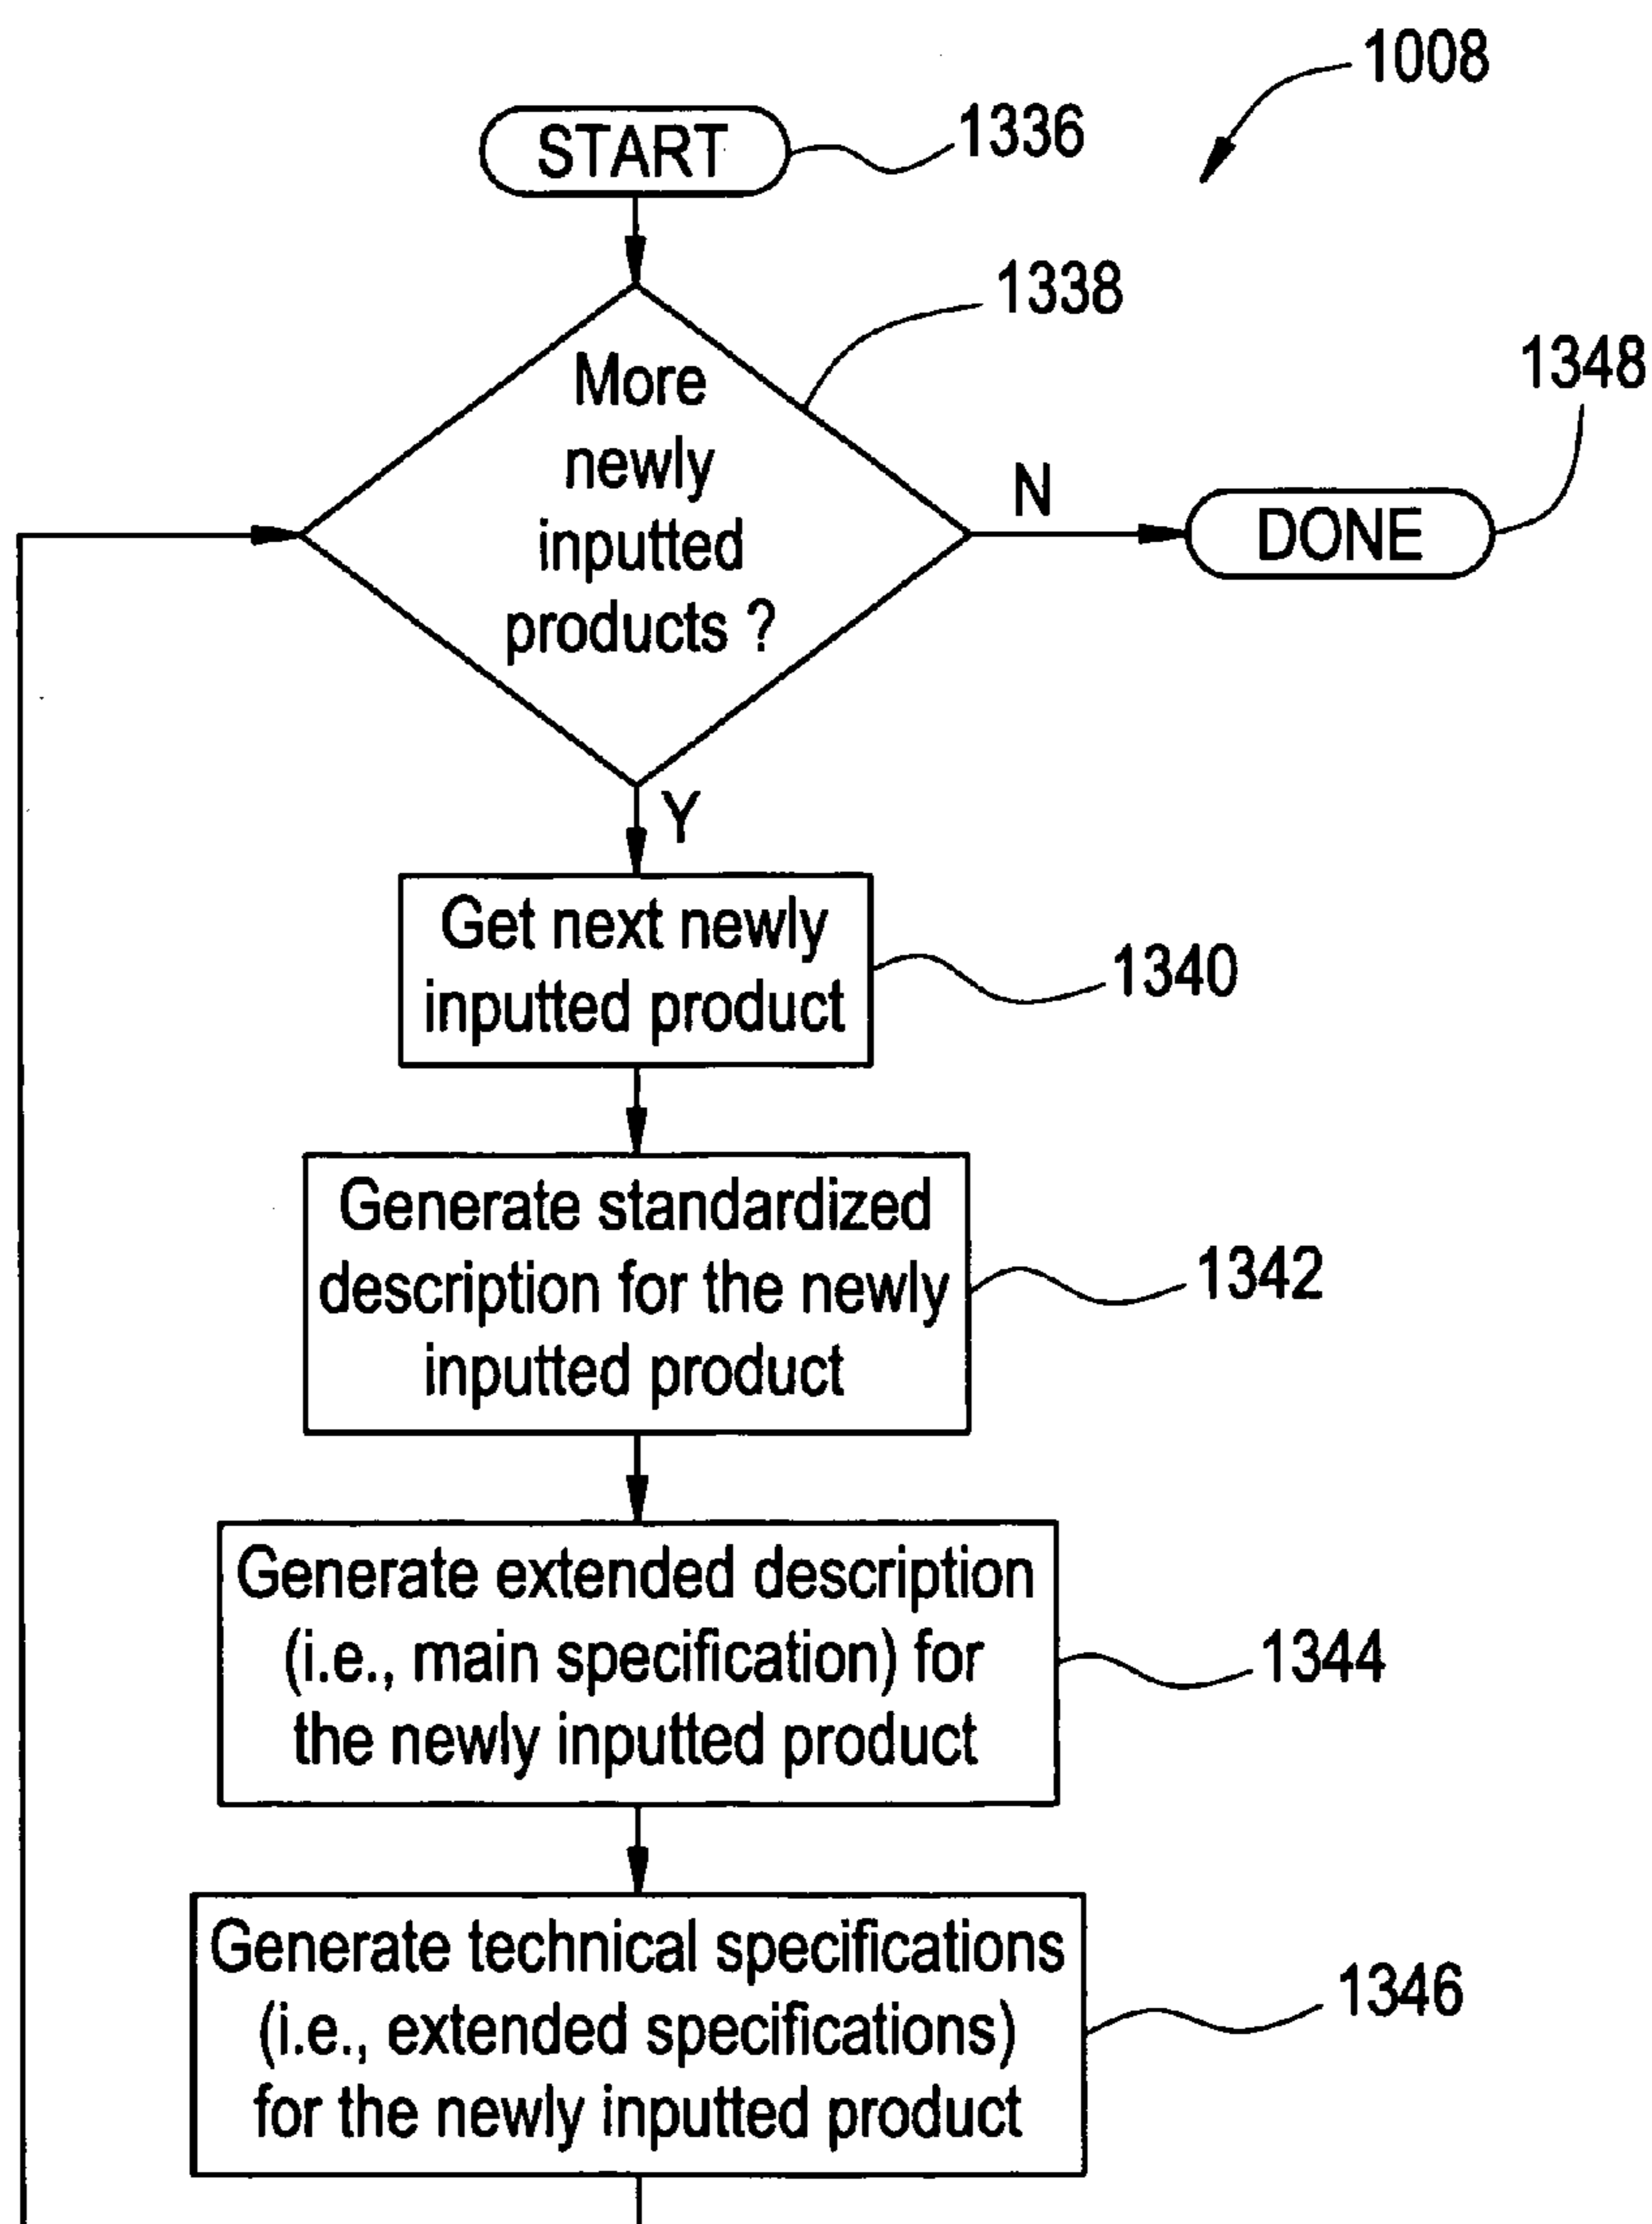 1008
START
1336
1338
More
newly
inputted
products ?
N
DONE
1348
Y
Get next newly
inputted product
1340
Generate standardized
description for the newly
inputted product
1342
Generate extended description
(i.e., main specification) for
the newly inputted product
1344
Generate technical specifications
(i.e., extended specifications)
for the newly inputted product
1346